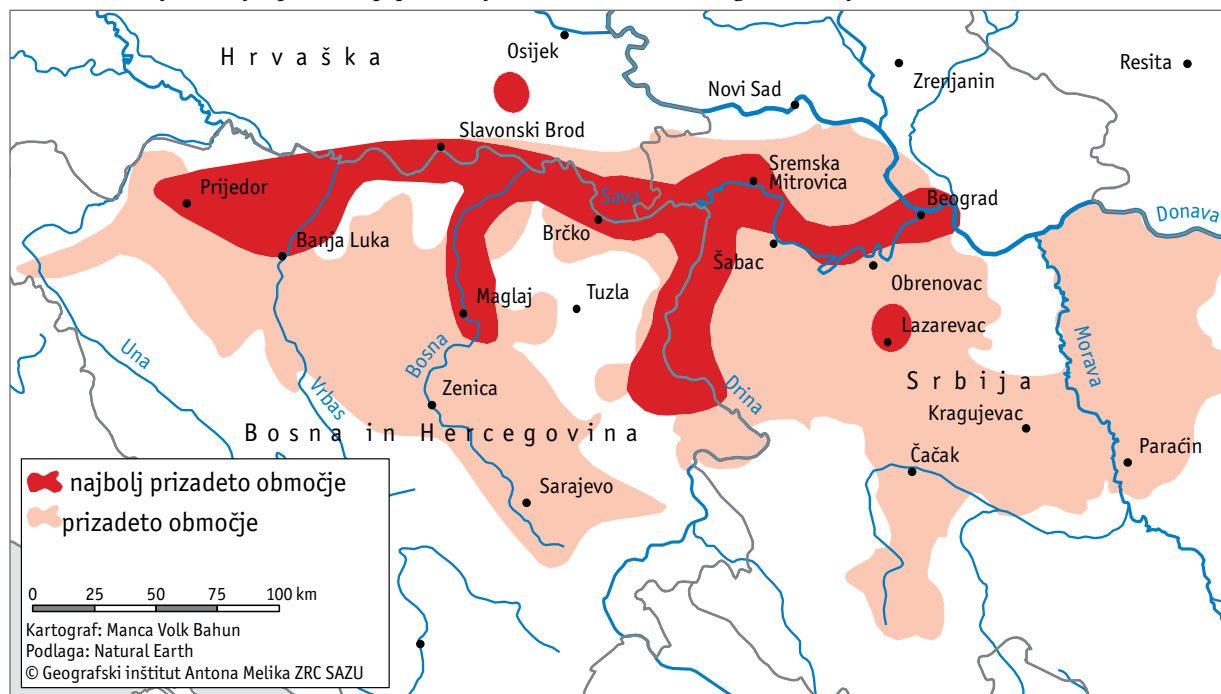 Hrvaška
Osijek
Resita
Zrenjanin
Novi Sad
Slavonski Brod
Sremska
Mitrovica
Prijedor
Sava
Beograd
Donava
Brčko
Banja Luka
Šabac
Obrenovac
Tuzla
Maglaj
Lazarevac
Una
Bosna
Morava
Vrbas
Drina
Srbija
Zenica
Kragujevac
Bosna in Hercegovina
Čačak
Paraćin
Sarajevo
najbolj prizadeto območje
prizadeto območje
0 25 50 75 100 km
Kartograf: Manca Volk Bahun
Podlaga: Natural Earth
© Geografski inštitut Antona Melika ZRC SAZU